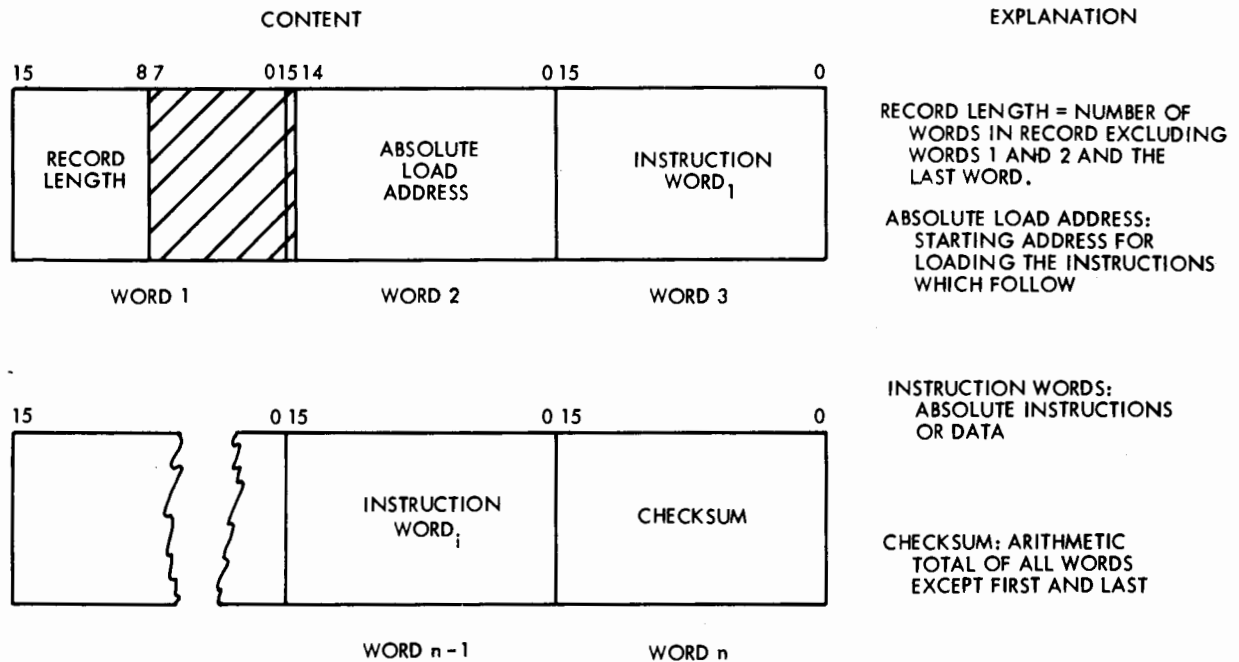 CONTENT
EXPLANATION
15 8 7 0 15 14 0 15 0
RECORD LENGTH
ABSOLUTE LOAD ADDRESS
INSTRUCTION WORD1
WORD 1 WORD 2 WORD 3
RECORD LENGTH = NUMBER OF
WORDS IN RECORD EXCLUDING
WORDS 1 AND 2 AND THE
LAST WORD.
ABSOLUTE LOAD ADDRESS:
STARTING ADDRESS FOR
LOADING THE INSTRUCTIONS
WHICH FOLLOW
15 0 15 0 15 0
INSTRUCTION WORDi
CHECKSUM
WORD n-1 WORD n
INSTRUCTION WORDS:
ABSOLUTE INSTRUCTIONS
OR DATA
CHECKSUM: ARITHMETIC
TOTAL OF ALL WORDS
EXCEPT FIRST AND LAST